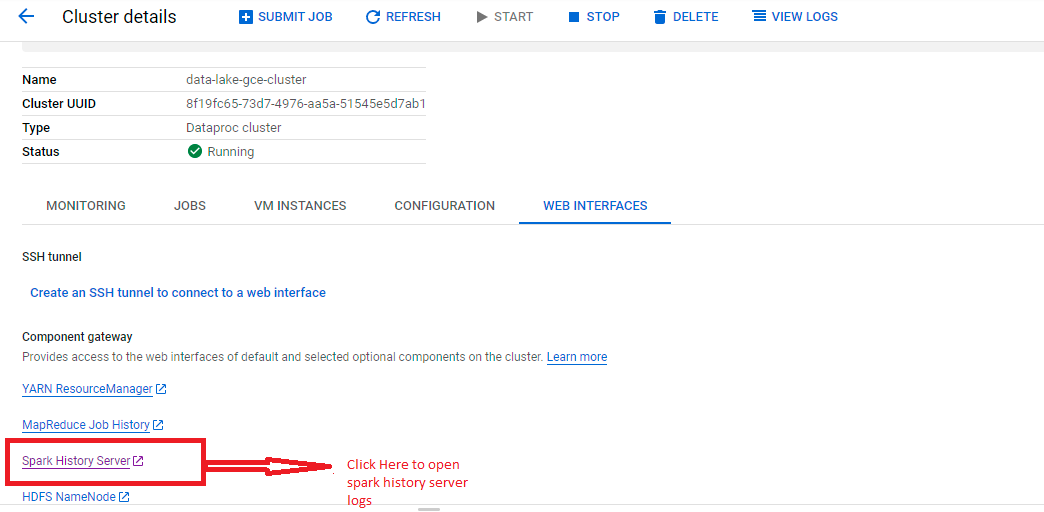 Cluster details
SUBMIT JOB
REFRESH
START
STOP
DELETE
VIEW LOGS
Name data-lake-gce-cluster
Cluster UUID 8f19fc65-73d7-4976-aa5a-51545e5d7ab1
Type Dataproc cluster
Status Running
MONITORING
JOBS
VM INSTANCES
CONFIGURATION
WEB INTERFACES
SSH tunnel
Create an SSH tunnel to connect to a web interface
Component gateway
Provides access to the web interfaces of default and selected optional components on the cluster. Learn more
YARN ResourceManager
MapReduce Job History
Spark History Server
Click Here to open
spark history server
logs
HDFS NameNode